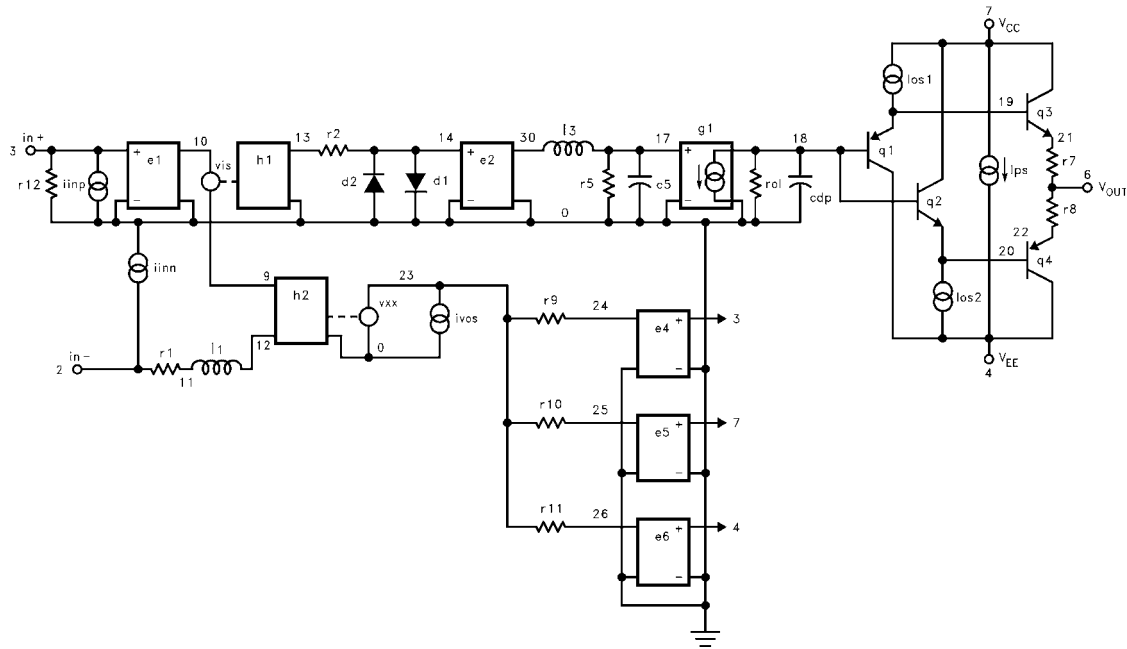 7
V_CC
Ios1
19
q3
21
in+
3
10
13
r2
14
30
l3
17
g1
18
q1
+
e1
vis
h1
+
e2
+
Ips
r7
6
V_OUT
r12
iinp
d2
d1
r5
c5
rol
cdp
q2
r8
-
-
0
-
22
iinn
20
q4
9
23
Ios2
h2
vxx
ivos
r9
24
e4
+
3
12
0
V_EE
4
in-
2
r1
l1
11
-
r10
25
e5
+
7
-
r11
26
e6
+
4
-